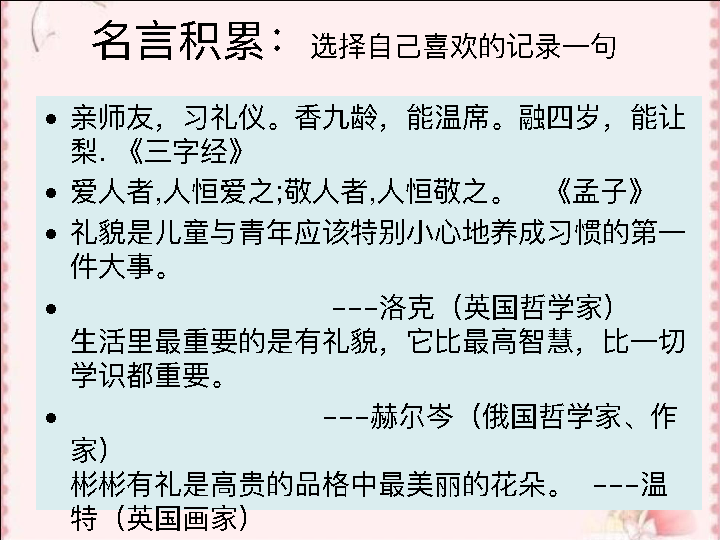 名言积累：选择自己喜欢的记录一句
• 亲师友，习礼仪。香九龄，能温席。融四岁，能让
梨.《三字经》
• 爱人者,人恒爱之;敬人者,人恒敬之。 《孟子》
• 礼貌是儿童与青年应该特别小心地养成习惯的第一
件大事。
• ---洛克（英国哲学家）
生活里最重要的是有礼貌，它比最高智慧，比一切
学识都重要。
• ---赫尔岑（俄国哲学家、作
家）
彬彬有礼是高贵的品格中最美丽的花朵。 ---温
特（英国画家）